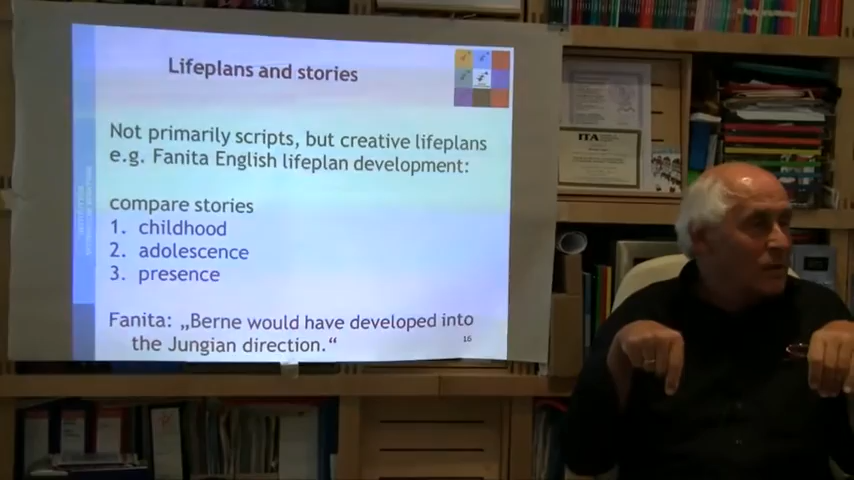 Lifeplans and stories
Not primarily scripts, but creative lifeplans
e.g. Fanita English lifeplan development:
compare stories
1. childhood
2. adolescence
3. presence
Fanita: „Berne would have developed into
the Jungian direction.“
16
ITA